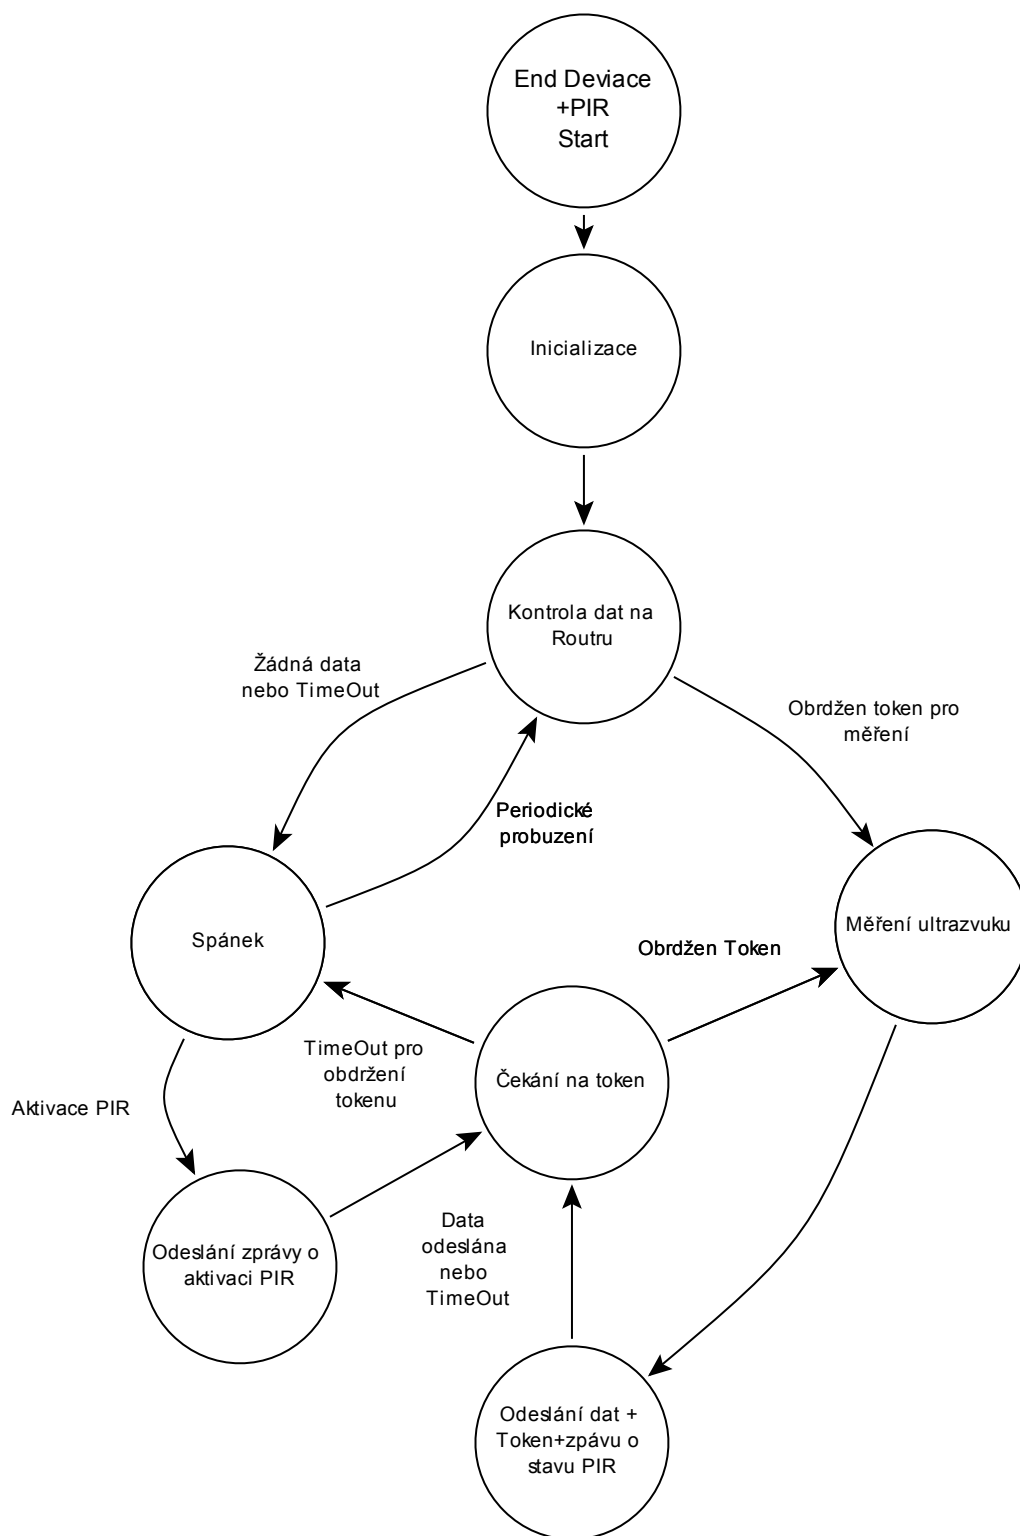 End Deviace
+PIR
Start
Inicializace
Kontrola dat na
Routru
Žádná data
nebo TimeOut
Obrdžen token pro
měření
Periodické
probuzení
Měření ultrazvuku
Spánek
Obrdžen Token
TimeOut pro
obdržení
tokenu
Čekání na token
Aktivace PIR
Data
odeslána
nebo
TimeOut
Odeslání zprávy o
aktivaci PIR
Odeslání dat +
Token+zpávu o
stavu PIR